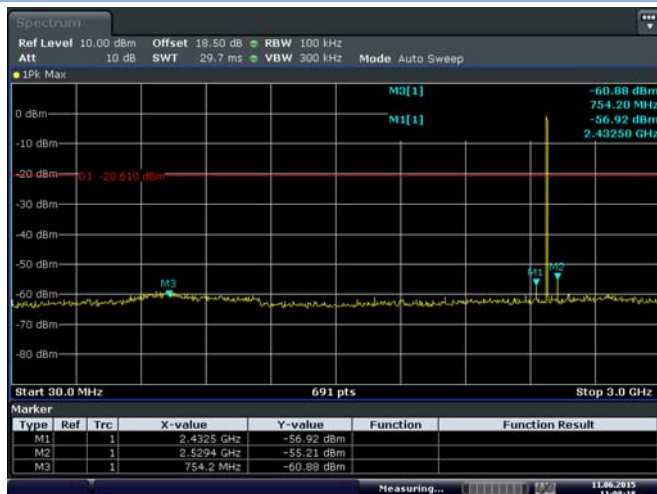 Spectrum
Ref Level 10.00 dBm Offset 18.50 dB RBW 100 kHz
Att 10 dB SWT 29.7 ms VBW 300 kHz Mode Auto Sweep
1Pk Max
M3[1] -60.88 dBm
754.20 MHz
0 dBm
M1[1] -56.92 dBm
2.43250 GHz
-10 dBm
-20 dBm
D1 -20.610 dBm
-30 dBm
-40 dBm
-50 dBm
M1 M2
M3
-60 dBm
-70 dBm
-80 dBm
Start 30.0 MHz 691 pts Stop 3.0 GHz
Marker
Type Ref Trc X-value Y-value Function Function Result
M1 1 2.4325 GHz -56.92 dBm
M2 1 2.5294 GHz -55.21 dBm
M3 1 754.2 MHz -60.88 dBm
Measuring... 11.06.2015